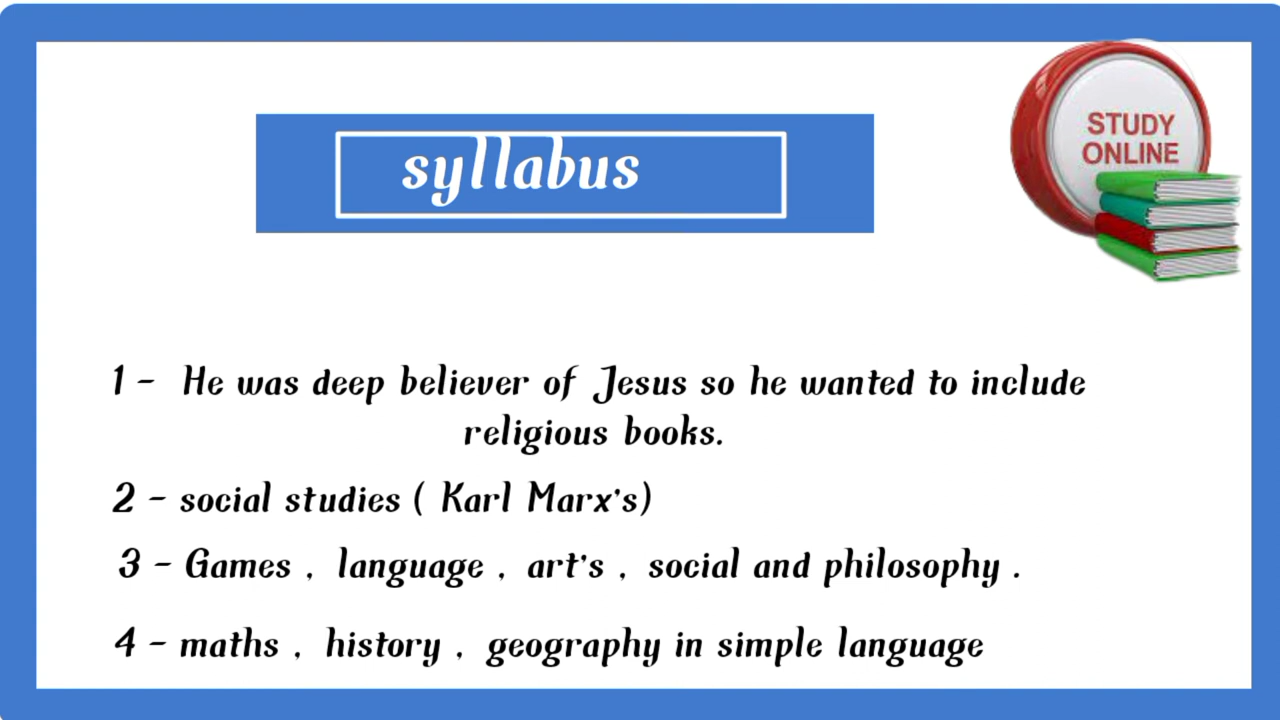 STUDY
ONLINE
syllabus
1 - He was deep believer of Jesus so he wanted to include
religious books.
2 - social studies ( Karl Marx's)
3 - Games , language , art's , social and philosophy .
4 - maths , history , geography in simple language